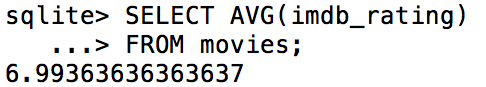 sqlite> SELECT AVG(imdb_rating)
...> FROM movies;
6.99363636363637